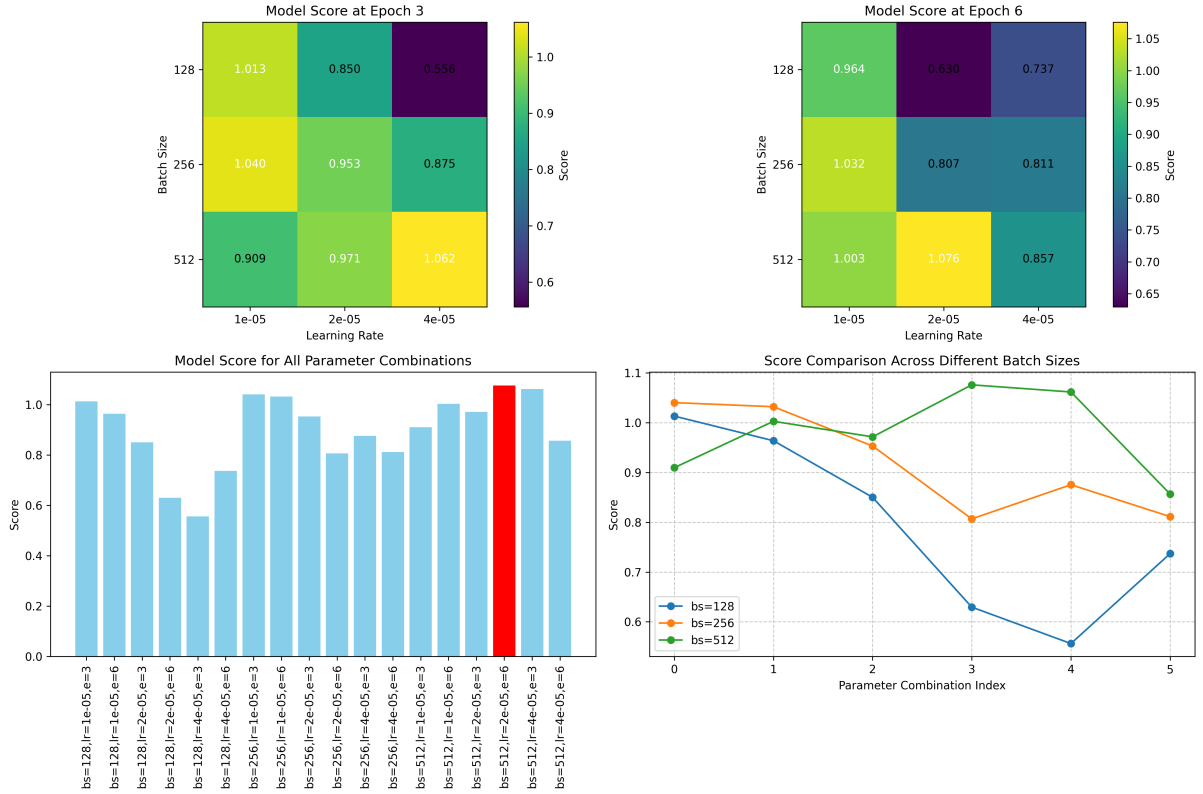 Model Score at Epoch 3
128
256
512
Batch Size
1.013 0.850 0.556
1.040 0.953 0.875
0.909 0.971 1.062
1e-05 2e-05 4e-05
Learning Rate
1.0
0.9
0.8
0.7
0.6
Score
Model Score at Epoch 6
128
256
512
Batch Size
0.964 0.630 0.737
1.032 0.807 0.811
1.003 1.076 0.857
1e-05 2e-05 4e-05
Learning Rate
1.05
1.00
0.95
0.90
0.85
0.80
0.75
0.70
0.65
Score
Model Score for All Parameter Combinations
Score
1.0
0.8
0.6
0.4
0.2
0.0
bs=128,lr=1e-05,e=3
bs=128,lr=1e-05,e=6
bs=128,lr=2e-05,e=3
bs=128,lr=2e-05,e=6
bs=128,lr=4e-05,e=3
bs=128,lr=4e-05,e=6
bs=256,lr=1e-05,e=3
bs=256,lr=1e-05,e=6
bs=256,lr=2e-05,e=3
bs=256,lr=2e-05,e=6
bs=256,lr=4e-05,e=3
bs=256,lr=4e-05,e=6
bs=512,lr=1e-05,e=3
bs=512,lr=1e-05,e=6
bs=512,lr=2e-05,e=3
bs=512,lr=2e-05,e=6
bs=512,lr=4e-05,e=3
bs=512,lr=4e-05,e=6
Score Comparison Across Different Batch Sizes
Score
1.1
1.0
0.9
0.8
0.7
0.6
bs=128
bs=256
bs=512
0 1 2 3 4 5
Parameter Combination Index